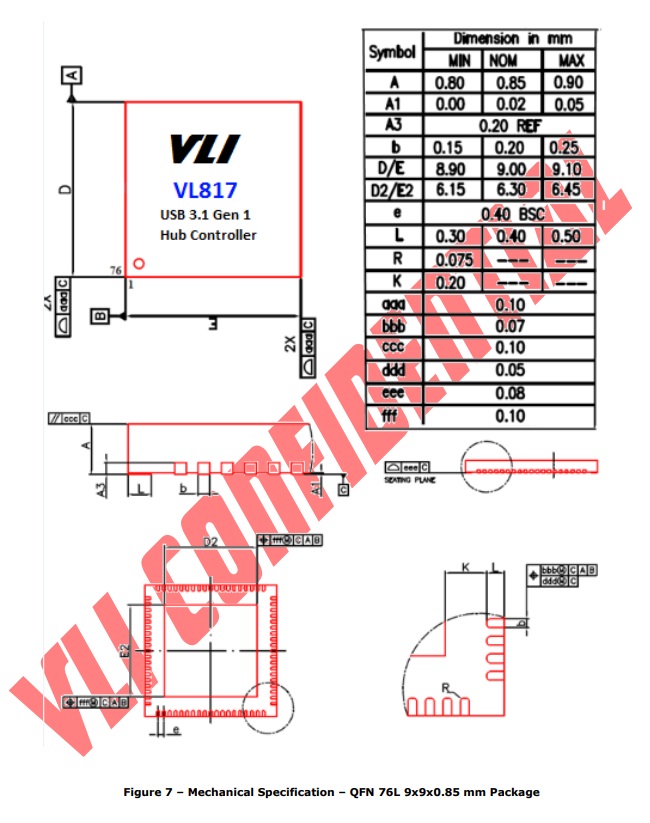 Symbol Dimension in mm
MIN NOM MAX
A 0.80 0.85 0.90
A1 0.00 0.02 0.05
A3 0.20 REF
b 0.15 0.20 0.25
D/E 8.90 9.00 9.10
D2/E2 6.15 6.30 6.45
e 0.40 BSC
L 0.30 0.40 0.50
R 0.075 --- ---
K 0.20 --- ---
aaa 0.10
bbb 0.07
ccc 0.10
ddd 0.05
eee 0.08
fff 0.10
A
D
VLI
VL817
USB 3.1 Gen 1
Hub Controller
76
1
2X
aaa C
B
E
2X
aaa C
// ccc C
A
A3
L
b
A1
C
eee C
SEATING PLANE
D2
fff M C A B
E2
fff M C A B
e
K
L
bbb M C A B
ddd M C
b
R
VLI CONFIDENTIAL
Figure 7 – Mechanical Specification – QFN 76L 9x9x0.85 mm Package